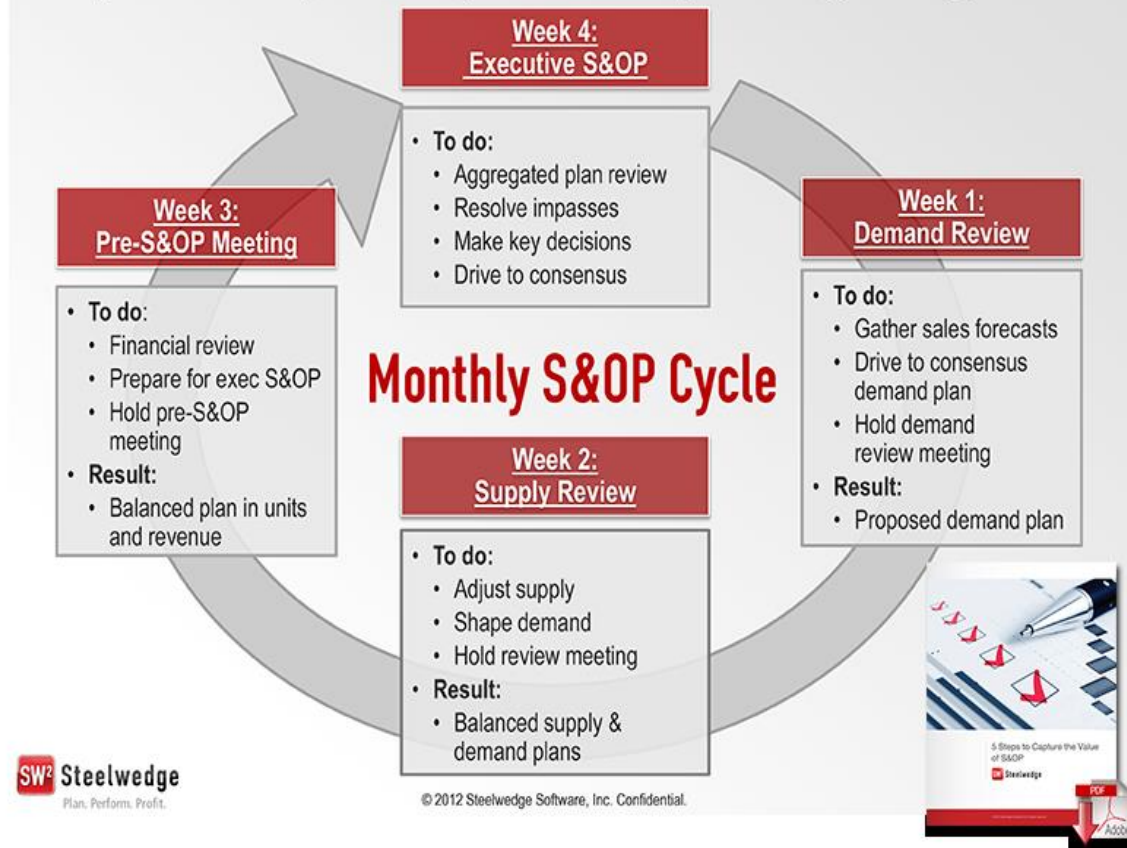 Week 4:
Executive S&OP
• To do:
• Aggregated plan review
• Resolve impasses
• Make key decisions
• Drive to consensus
Week 1:
Demand Review
• To do:
• Gather sales forecasts
• Drive to consensus
demand plan
• Hold demand
review meeting
• Result:
• Proposed demand plan
Week 2:
Supply Review
• To do:
• Adjust supply
• Shape demand
• Hold review meeting
• Result:
• Balanced supply &
demand plans
Week 3:
Pre-S&OP Meeting
• To do:
• Financial review
• Prepare for exec S&OP
• Hold pre-S&OP
meeting
• Result:
• Balanced plan in units
and revenue
Monthly S&OP Cycle
SW² Steelwedge
Plan. Perform. Profit.
© 2012 Steelwedge Software, Inc. Confidential.
5 Steps to Capture the Value
of S&OP
Steelwedge
PDF
Adobe